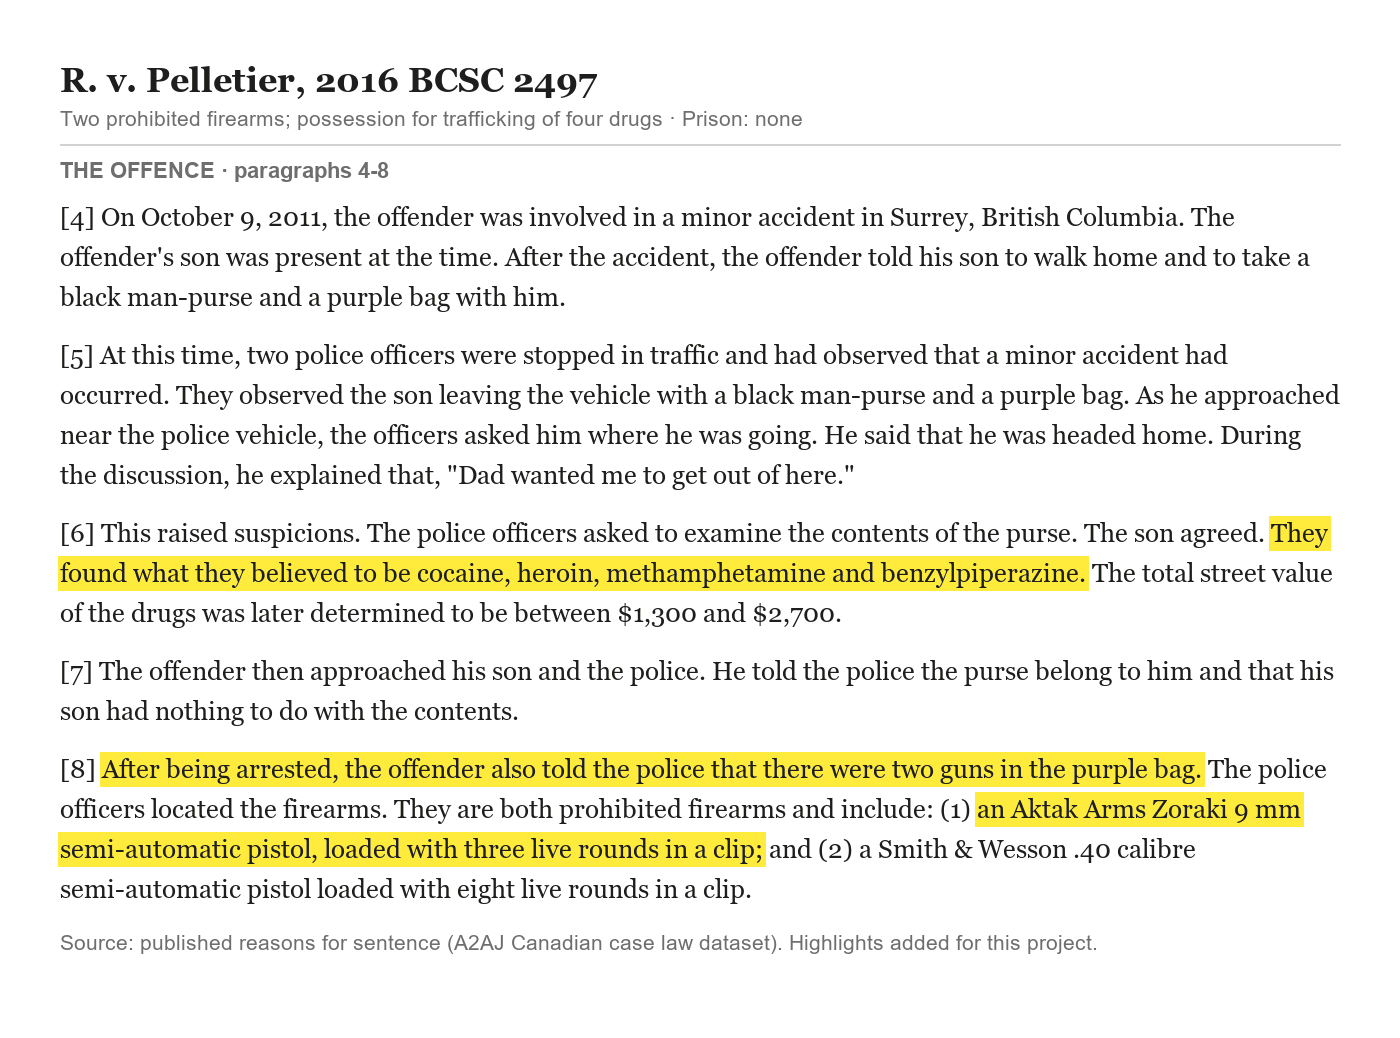 R. v. Pelletier, 2016 BCSC 2497
Two prohibited firearms; possession for trafficking of four drugs · Prison: none
THE OFFENCE · paragraphs 4-8
[4] On October 9, 2011, the offender was involved in a minor accident in Surrey, British Columbia. The
offender's son was present at the time. After the accident, the offender told his son to walk home and to take a
black man-purse and a purple bag with him.
[5] At this time, two police officers were stopped in traffic and had observed that a minor accident had
occurred. They observed the son leaving the vehicle with a black man-purse and a purple bag. As he approached
near the police vehicle, the officers asked him where he was going. He said that he was headed home. During
the discussion, he explained that, "Dad wanted me to get out of here."
[6] This raised suspicions. The police officers asked to examine the contents of the purse. The son agreed. They
found what they believed to be cocaine, heroin, methamphetamine and benzylpiperazine. The total street value
of the drugs was later determined to be between $1,300 and $2,700.
[7] The offender then approached his son and the police. He told the police the purse belong to him and that his
son had nothing to do with the contents.
[8] After being arrested, the offender also told the police that there were two guns in the purple bag. The police
officers located the firearms. They are both prohibited firearms and include: (1) an Aktak Arms Zoraki 9 mm
semi-automatic pistol, loaded with three live rounds in a clip; and (2) a Smith & Wesson .40 calibre
semi-automatic pistol loaded with eight live rounds in a clip.
Source: published reasons for sentence (A2AJ Canadian case law dataset). Highlights added for this project.